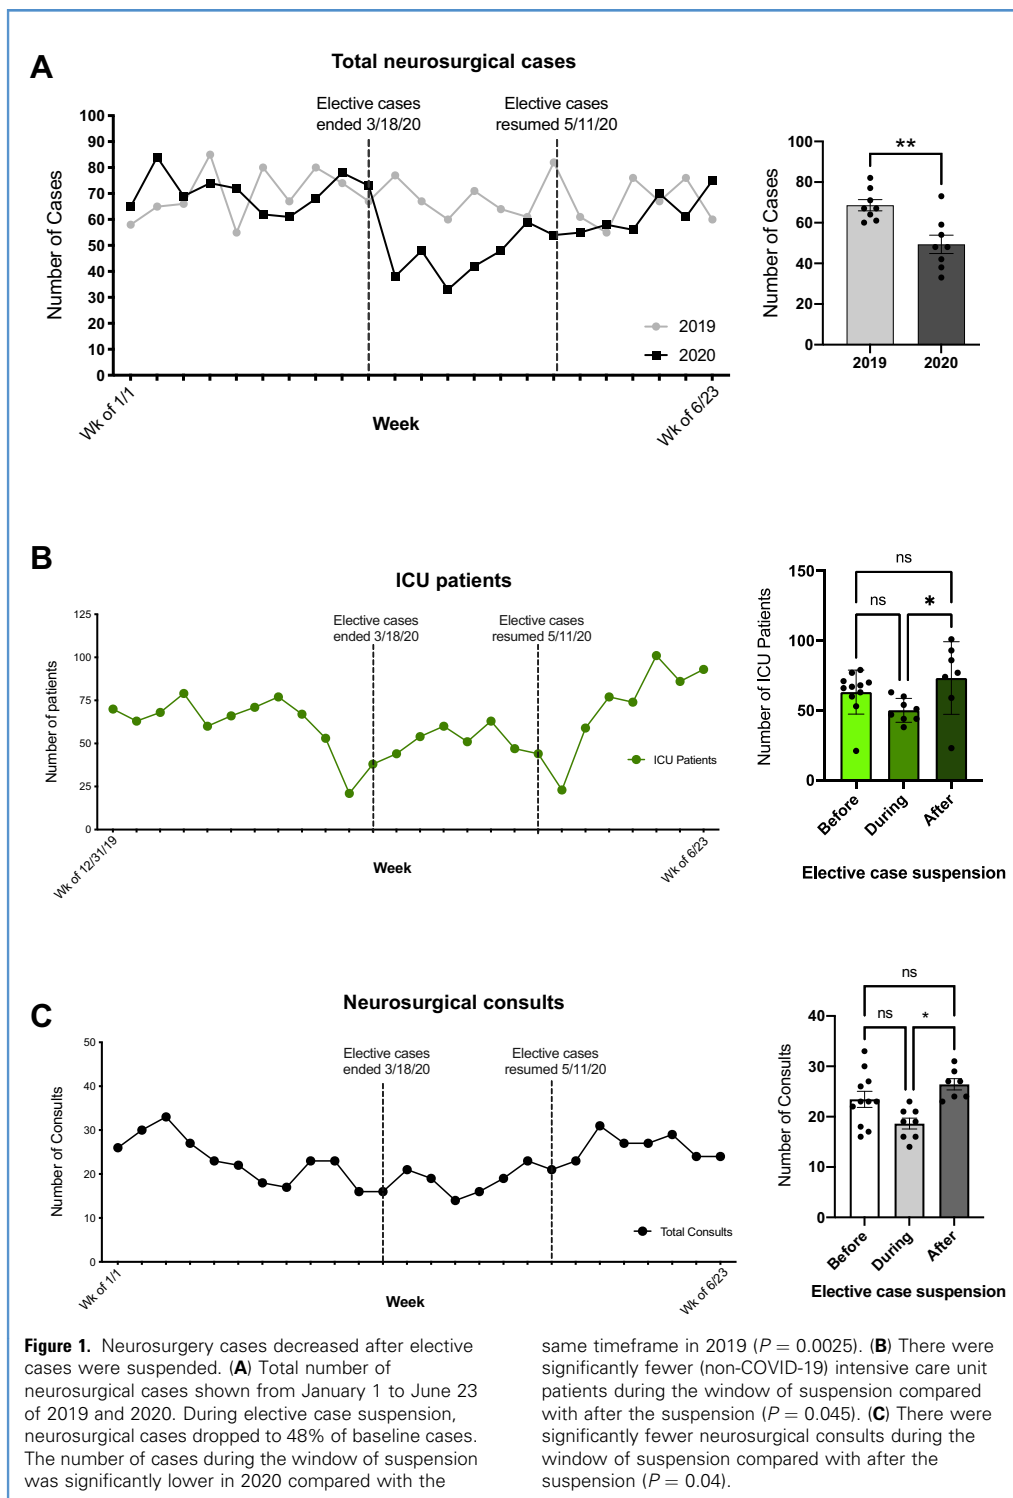 A
Total neurosurgical cases
Elective cases
ended 3/18/20
Elective cases
resumed 5/11/20
Number of Cases
100
90
80
70
60
50
40
30
20
10
0
2019
2020
Wk of 1/1
Week
Wk of 6/23
**
Number of Cases
100
80
60
40
20
0
2019
2020
B
ICU patients
Elective cases
ended 3/18/20
Elective cases
resumed 5/11/20
Number of patients
125
100
75
50
25
0
ICU Patients
Wk of 12/31/19
Week
Wk of 6/23
ns
ns
*
Number of ICU Patients
150
100
50
0
Before
During
After
Elective case suspension
C
Neurosurgical consults
Elective cases
ended 3/18/20
Elective cases
resumed 5/11/20
Number of Consults
50
40
30
20
10
0
Total Consults
Wk of 1/1
Week
Wk of 6/23
ns
ns
*
Number of Consults
40
30
20
10
0
Before
During
After
Elective case suspension
Figure 1. Neurosurgery cases decreased after elective
cases were suspended. (A) Total number of
neurosurgical cases shown from January 1 to June 23
of 2019 and 2020. During elective case suspension,
neurosurgical cases dropped to 48% of baseline cases.
The number of cases during the window of suspension
was significantly lower in 2020 compared with the
same timeframe in 2019 (P = 0.0025). (B) There were
significantly fewer (non-COVID-19) intensive care unit
patients during the window of suspension compared
with after the suspension (P = 0.045). (C) There were
significantly fewer neurosurgical consults during the
window of suspension compared with after the
suspension (P = 0.04).